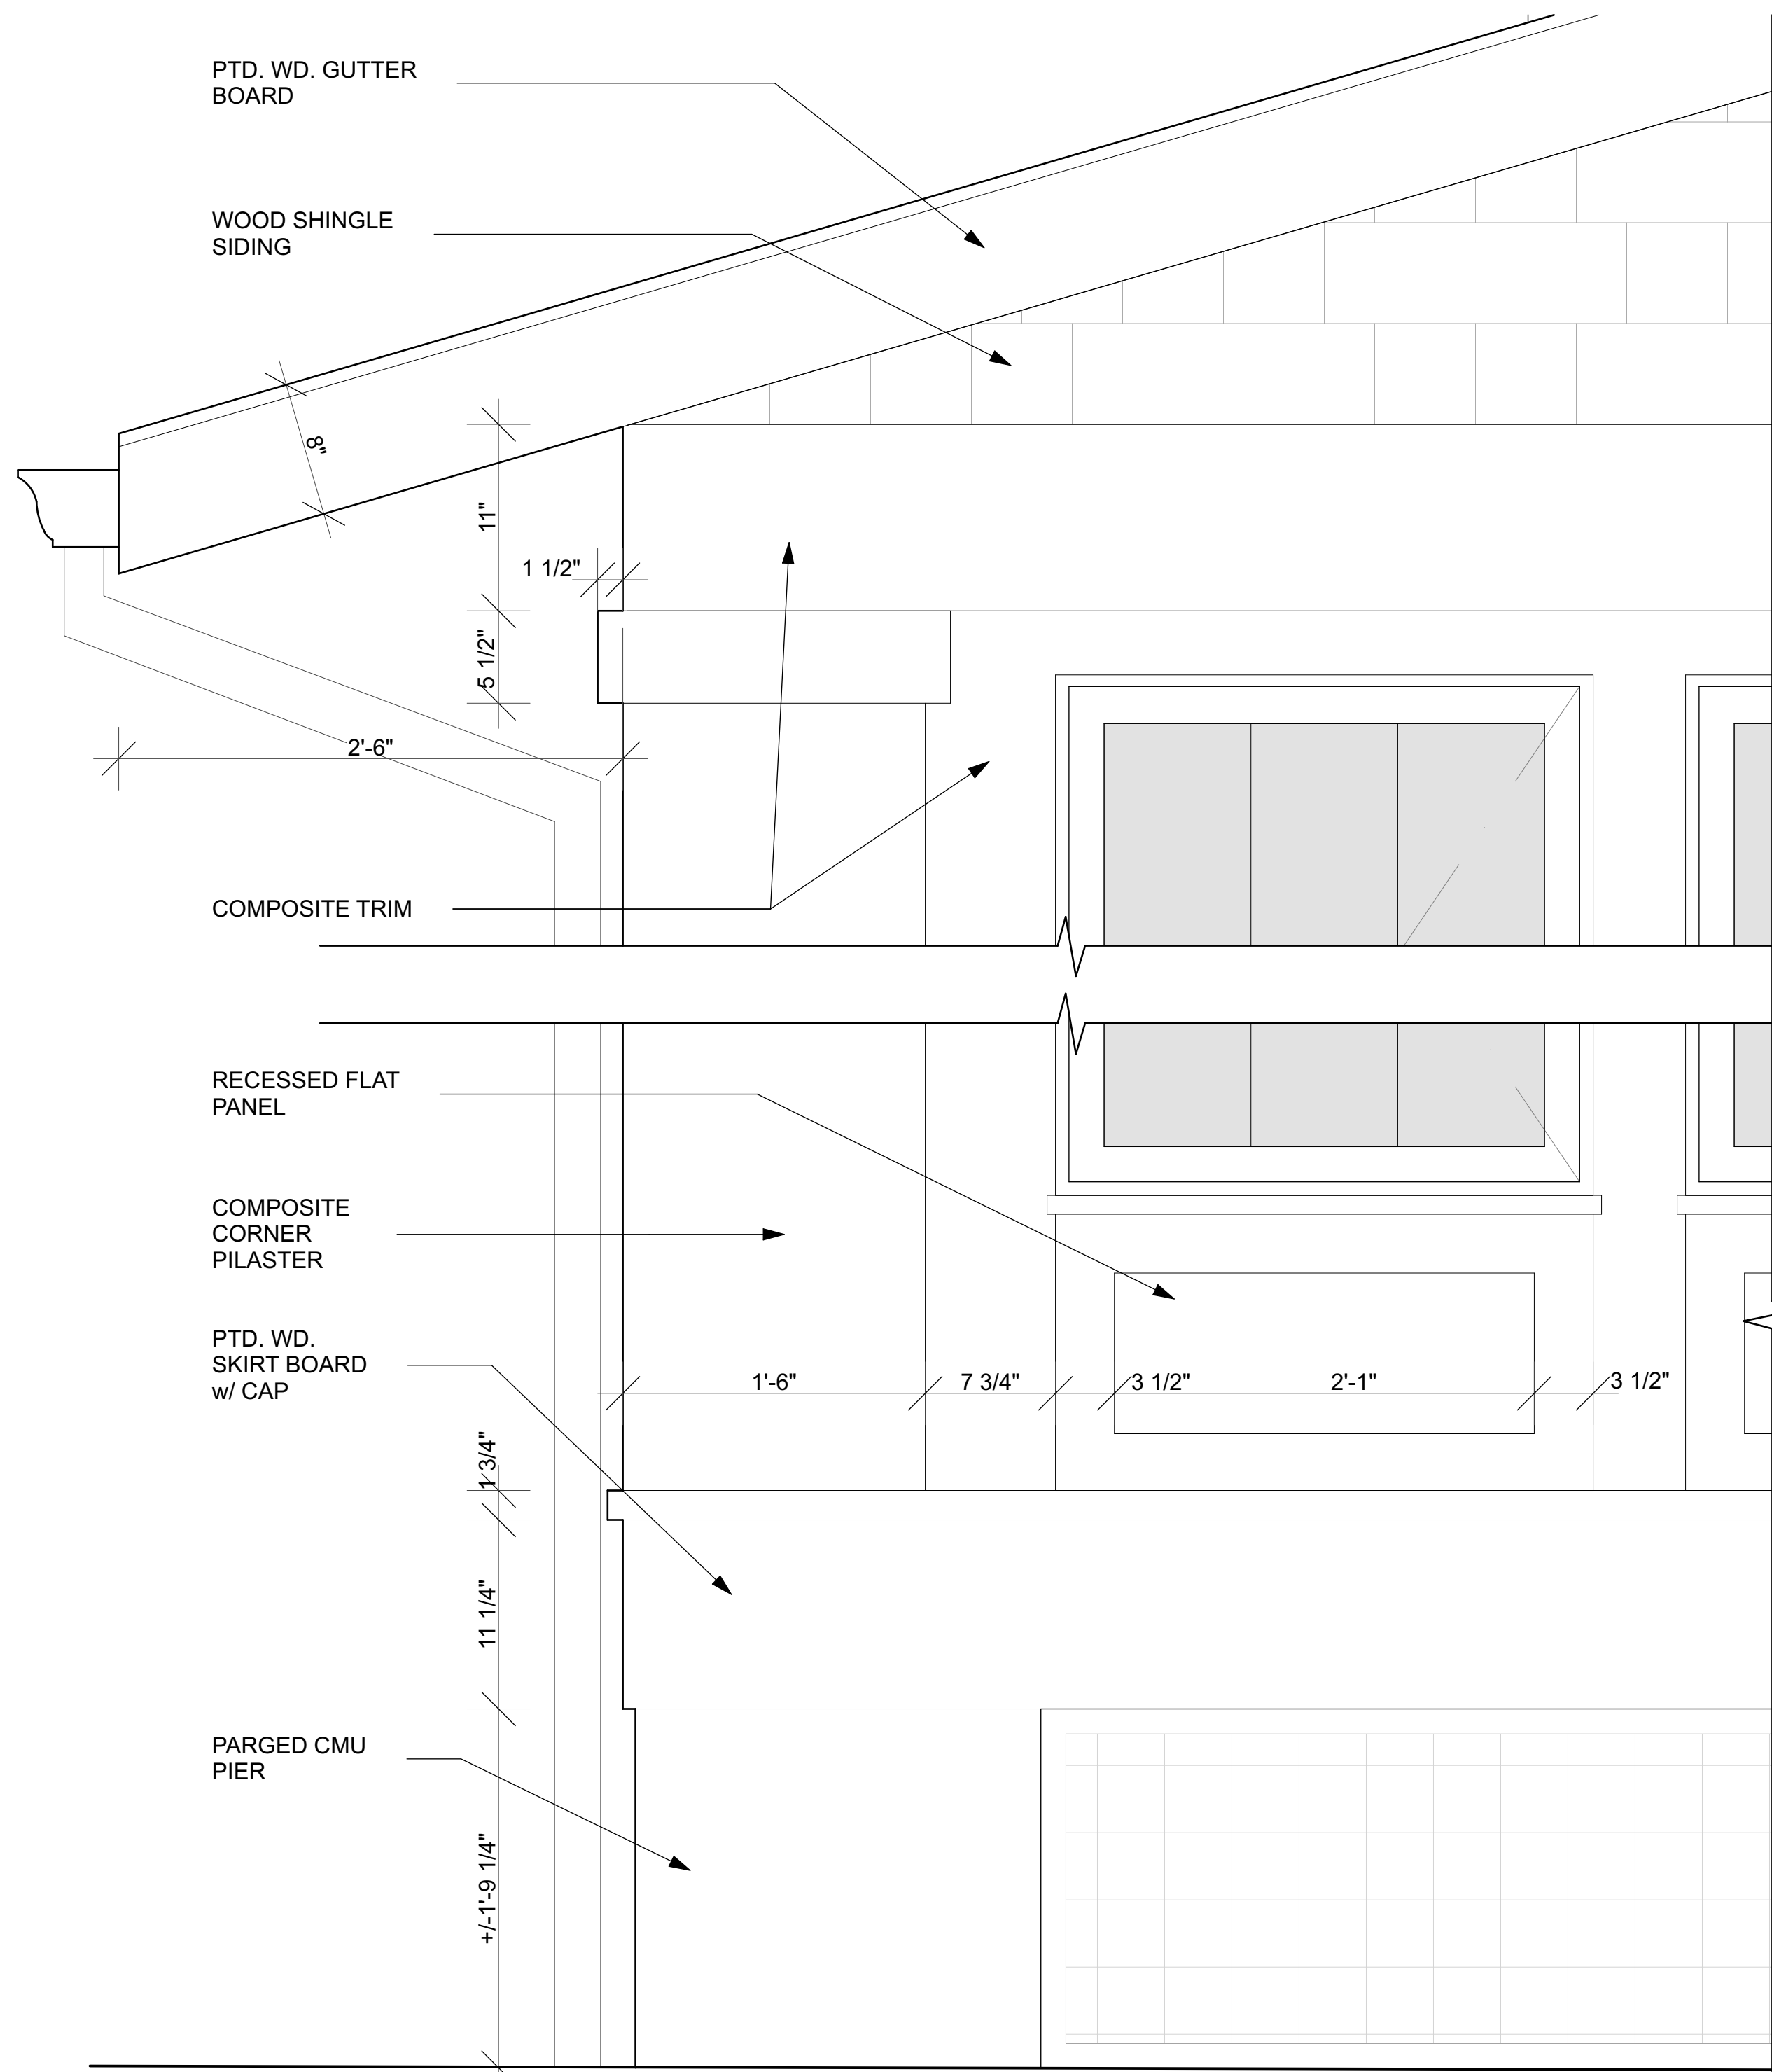 PTD. WD. GUTTER
BOARD
WOOD SHINGLE
SIDING
8"
11"
1 1/2"
5 1/2"
2'-6"
COMPOSITE TRIM
RECESSED FLAT
PANEL
COMPOSITE
CORNER
PILASTER
PTD. WD.
SKIRT BOARD
w/ CAP
1'-6"
7 3/4"
3 1/2"
2'-1"
3 1/2"
1 3/4"
11 1/4"
PARGED CMU
PIER
+/-1'-9 1/4"